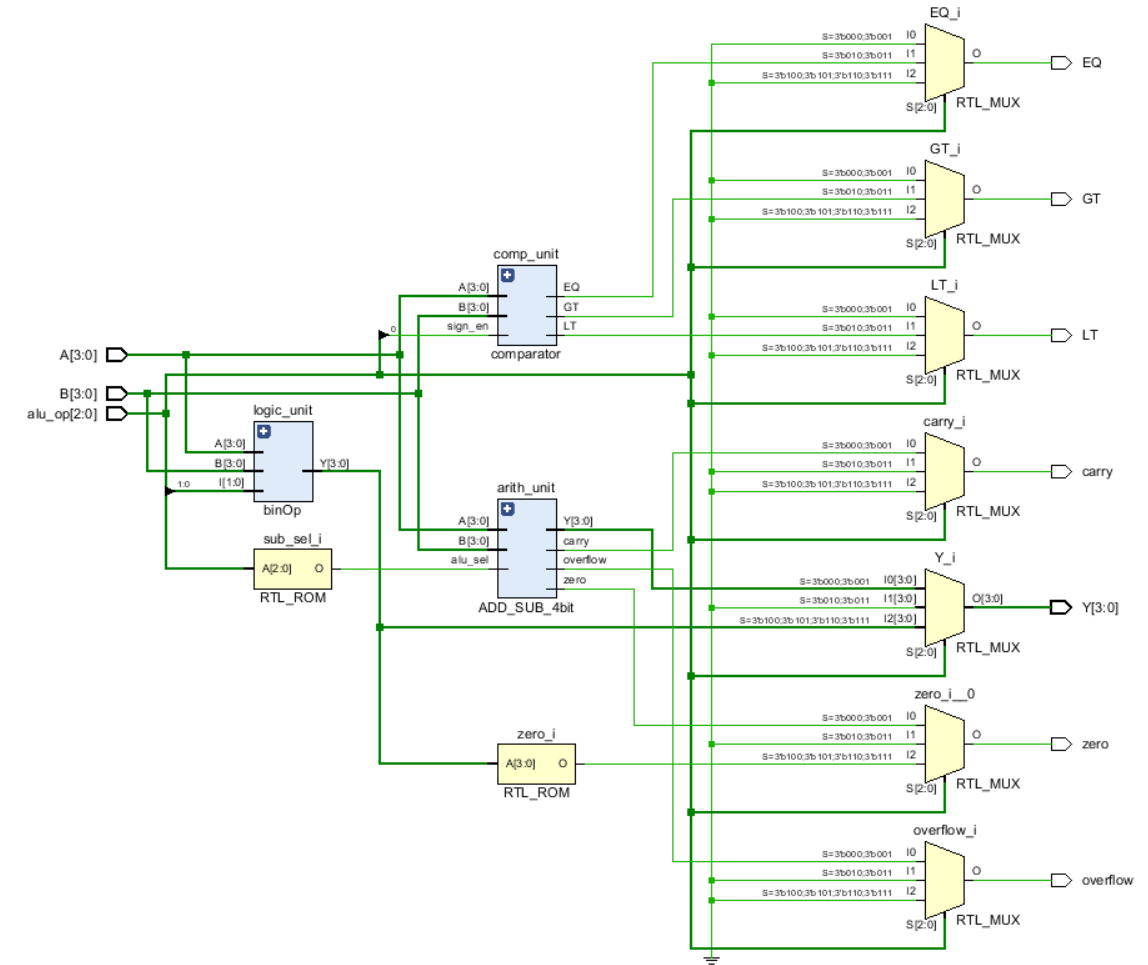 EQ_i
S=3'b000;3'b001 I0
S=3'b010;3'b011 I1
S=3'b100;3'b101;3'b110;3'b111 I2
O
EQ
S[2:0]
RTL_MUX
GT_i
S=3'b000;3'b001 I0
S=3'b010;3'b011 I1
S=3'b100;3'b101;3'b110;3'b111 I2
O
GT
S[2:0]
RTL_MUX
comp_unit
A[3:0] EQ
B[3:0] GT
sign_en LT
comparator
0
LT_i
S=3'b000;3'b001 I0
S=3'b010;3'b011 I1
S=3'b100;3'b101;3'b110;3'b111 I2
O
LT
S[2:0]
RTL_MUX
A[3:0]
B[3:0]
alu_op[2:0]
logic_unit
A[3:0] Y[3:0]
B[3:0]
1:0 I[1:0]
binOp
carry_i
S=3'b000;3'b001 I0
S=3'b010;3'b011 I1
S=3'b100;3'b101;3'b110;3'b111 I2
O
carry
S[2:0]
RTL_MUX
arith_unit
A[3:0] Y[3:0]
B[3:0] carry
alu_sel overflow
zero
ADD_SUB_4bit
sub_sel_i
A[2:0] O
RTL_ROM
Y_i
S=3'b000;3'b001 I0[3:0]
S=3'b010;3'b011 I1[3:0]
S=3'b100;3'b101;3'b110;3'b111 I2[3:0]
O[3:0]
Y[3:0]
S[2:0]
RTL_MUX
zero_i
A[3:0] O
RTL_ROM
zero_i__0
S=3'b000;3'b001 I0
S=3'b010;3'b011 I1
S=3'b100;3'b101;3'b110;3'b111 I2
O
zero
S[2:0]
RTL_MUX
overflow_i
S=3'b000;3'b001 I0
S=3'b010;3'b011 I1
S=3'b100;3'b101;3'b110;3'b111 I2
O
overflow
S[2:0]
RTL_MUX